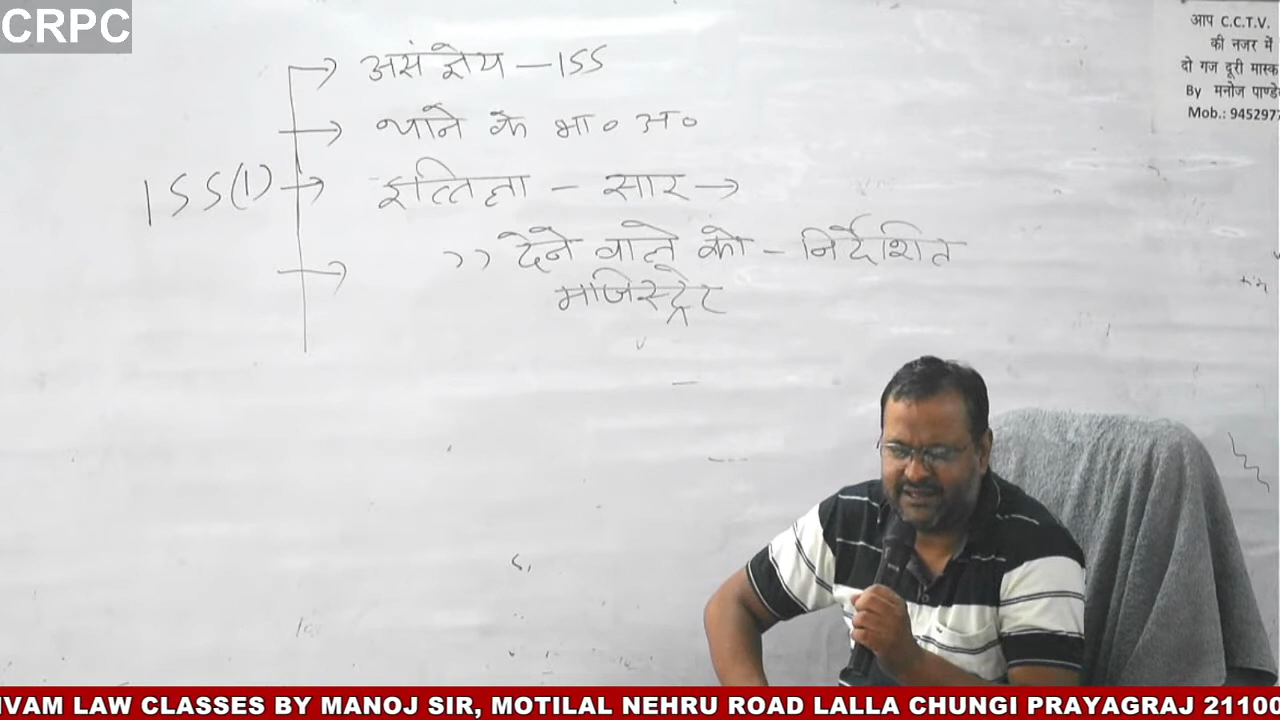 CRPC
आप C.C.T.V.
की नजर में
दो गज दूरी मास्क
By मनोज पाण्डे
Mob.: 945297
असंज्ञेय – 155
थाने के भा० अ०
155(1)
इत्तिला – सार →
,, देने वाले को – निर्देशित
मजिस्ट्रेट
IVAM LAW CLASSES BY MANOJ SIR, MOTILAL NEHRU ROAD LALLA CHUNGI PRAYAGRAJ 21100